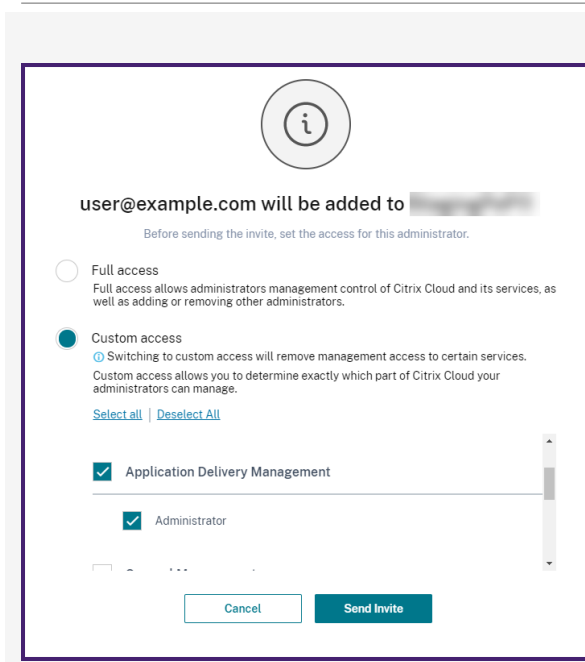 user@example.com will be added to
Before sending the invite, set the access for this administrator.
Full access
Full access allows administrators management control of Citrix Cloud and its services, as
well as adding or removing other administrators.
Custom access
Switching to custom access will remove management access to certain services.
Custom access allows you to determine exactly which part of Citrix Cloud your
administrators can manage.
Select all | Deselect All
Application Delivery Management
Administrator
Cancel
Send Invite